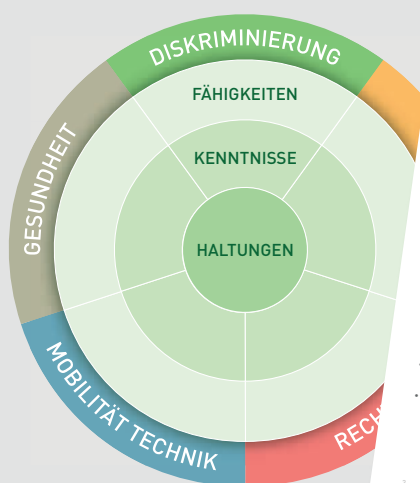 DISKRIMINIERUNG
FÄHIGKEITEN
KENNTNISSE
HALTUNGEN
GESUNDHEIT
MOBILITÄT TECHNIK